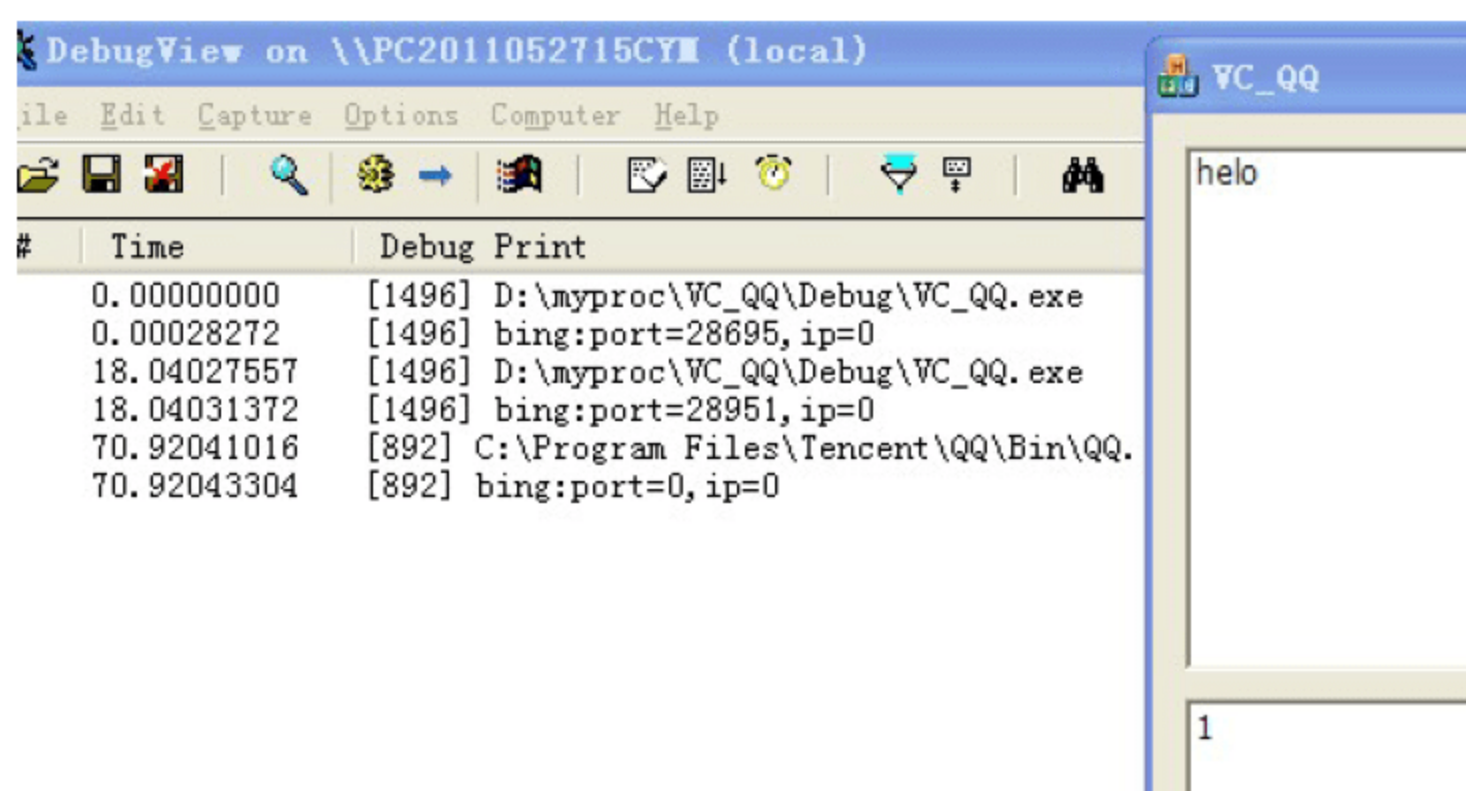 DebugView on \\PC2011052715CYM (local)
ile Edit Capture Options Computer Help
# Time Debug Print
0.00000000 [1496] D:\myproc\VC_QQ\Debug\VC_QQ.exe
0.00028272 [1496] bing:port=28695,ip=0
18.04027557 [1496] D:\myproc\VC_QQ\Debug\VC_QQ.exe
18.04031372 [1496] bing:port=28951,ip=0
70.92041016 [892] C:\Program Files\Tencent\QQ\Bin\QQ.
70.92043304 [892] bing:port=0,ip=0
VC_QQ
helo
1